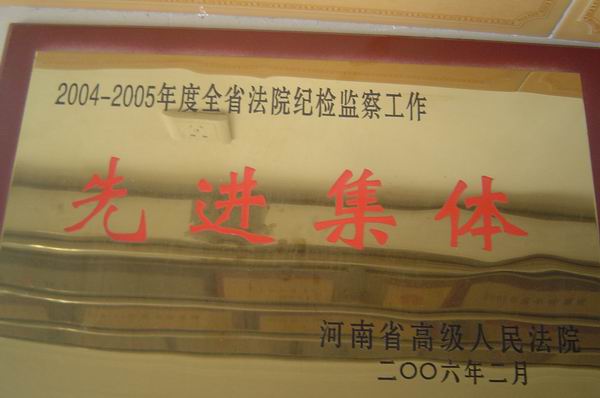 2004-2005年度全省法院纪检监察工作
先进集体
河南省高级人民法院
二〇〇六年二月